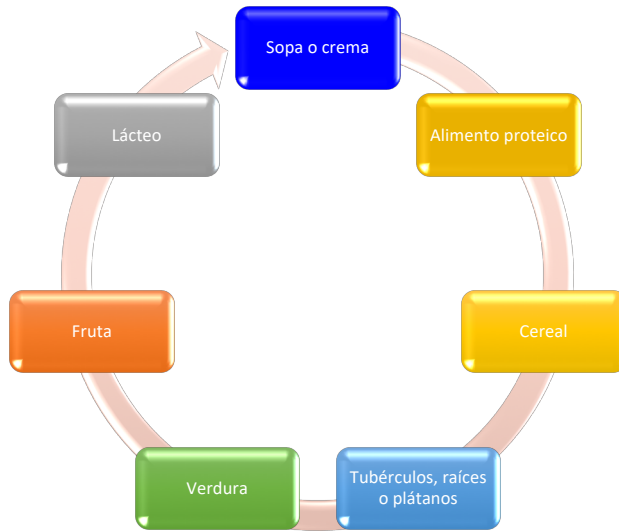 Sopa o crema
Alimento proteico
Cereal
Tubérculos, raíces
o plátanos
Verdura
Fruta
Lácteo